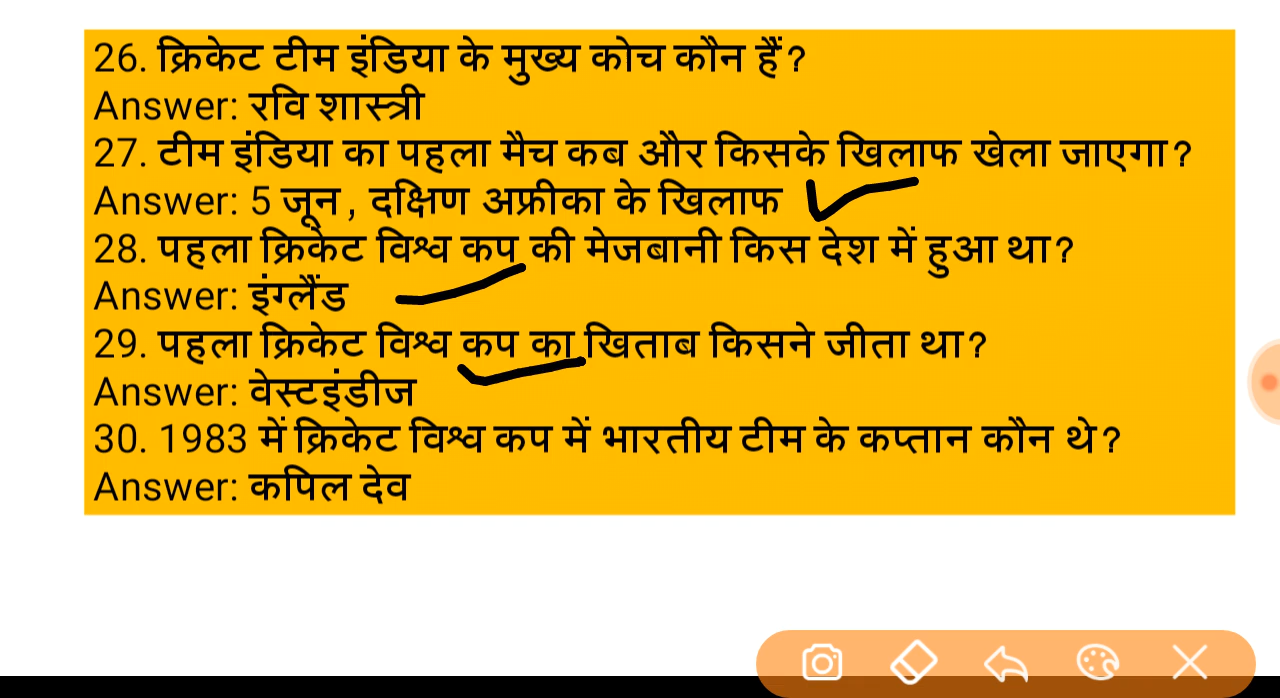 26. क्रिकेट टीम इंडिया के मुख्य कोच कौन हैं?
Answer: रवि शास्त्री
27. टीम इंडिया का पहला मैच कब और किसके खिलाफ खेला जाएगा?
Answer: 5 जून, दक्षिण अफ्रीका के खिलाफ
28. पहला क्रिकेट विश्व कप की मेजबानी किस देश में हुआ था?
Answer: इंग्लैंड
29. पहला क्रिकेट विश्व कप का खिताब किसने जीता था?
Answer: वेस्टइंडीज
30. 1983 में क्रिकेट विश्व कप में भारतीय टीम के कप्तान कौन थे?
Answer: कपिल देव